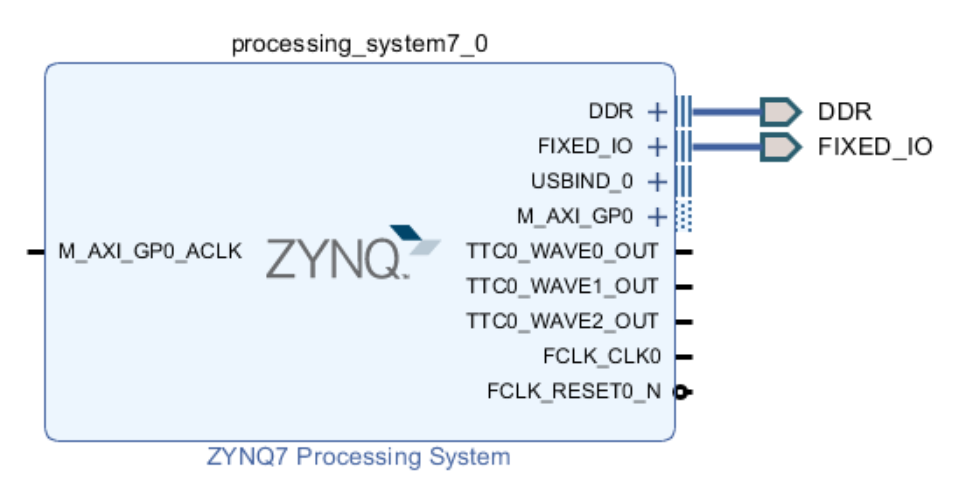 processing_system7_0
DDR
DDR
FIXED_IO
FIXED_IO
USBIND_0
M_AXI_GP0
M_AXI_GP0_ACLK
ZYNQ
TTC0_WAVE0_OUT
TTC0_WAVE1_OUT
TTC0_WAVE2_OUT
FCLK_CLK0
FCLK_RESET0_N
ZYNQ7 Processing System